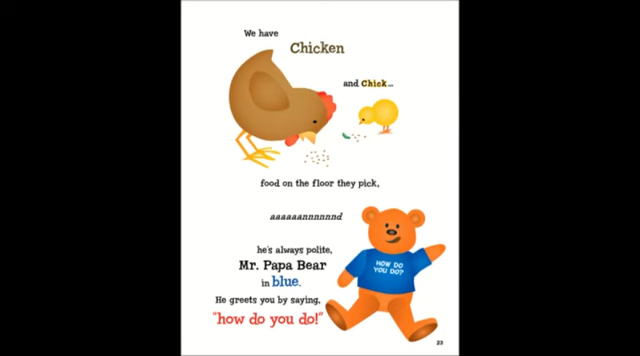 We have
Chicken
and Chick...
food on the floor they pick,
aaaaaannnnnnd
he's always polite,
Mr. Papa Bear
in blue.
He greets you by saying,
"how do you do!"
HOW DO
YOU DO?
23